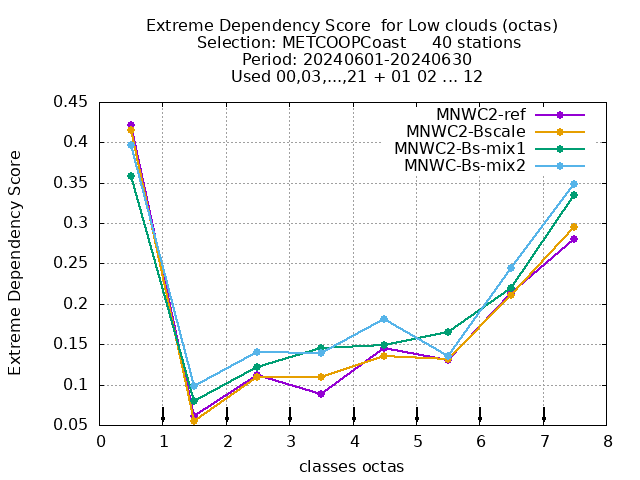 Extreme Dependency Score  for Low clouds (octas)
Selection: METCOOPCoast     40 stations
Period: 20240601-20240630
Used 00,03,...,21 + 01 02 ... 12
MNWC2-ref
MNWC2-Bscale
MNWC2-Bs-mix1
MNWC-Bs-mix2
Extreme Dependency Score
0.45
0.4
0.35
0.3
0.25
0.2
0.15
0.1
0.05
0 1 2 3 4 5 6 7 8
classes octas